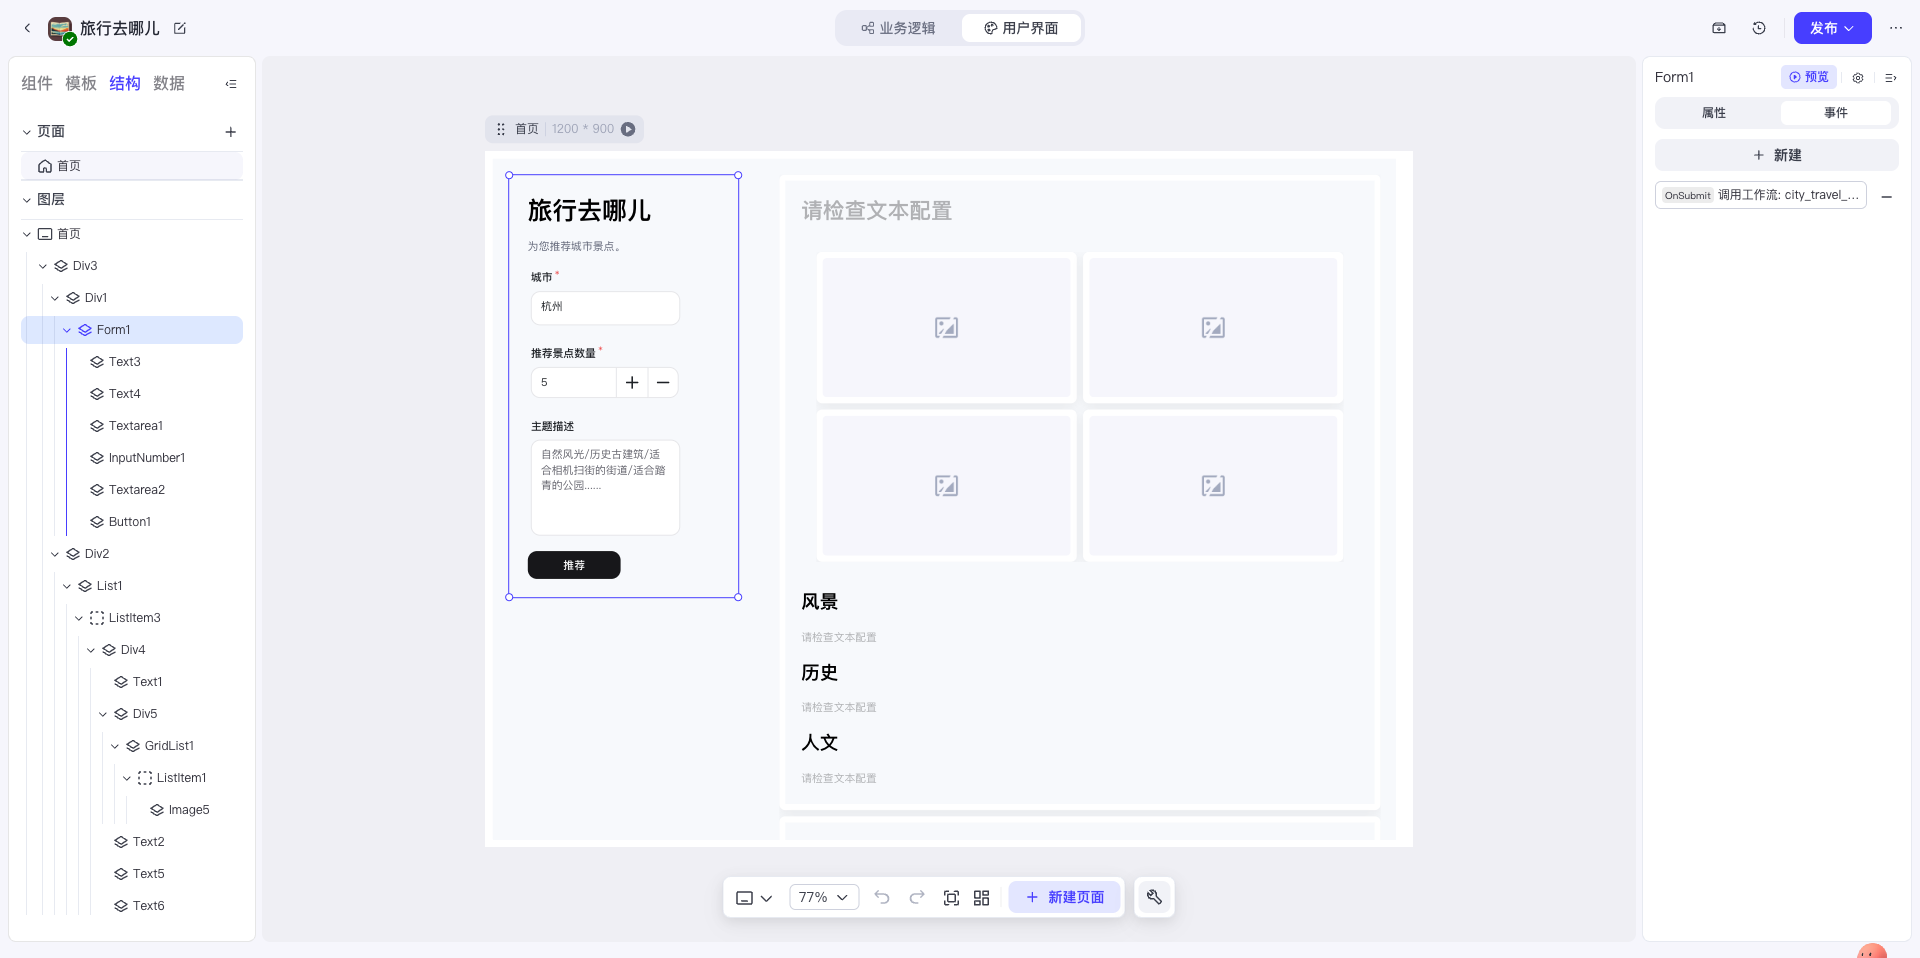 旅行去哪儿
业务逻辑
用户界面
发布
组件 模板 结构 数据
页面
首页
图层
首页
Div3
Div1
Form1
Text3
Text4
Textarea1
InputNumber1
Textarea2
Button1
Div2
List1
ListItem3
Div4
Text1
Div5
GridList1
ListItem1
Image5
Text2
Text5
Text6
首页 1200 * 900
旅行去哪儿
为您推荐城市景点。
城市 *
杭州
推荐景点数量 *
5
主题描述
自然风光/历史古建筑/适
合相机扫街的街道/适合踏
青的公园......
推荐
请检查文本配置
风景
请检查文本配置
历史
请检查文本配置
人文
请检查文本配置
77%
新建页面
Form1
预览
属性
事件
新建
OnSubmit 调用工作流: city_travel_...